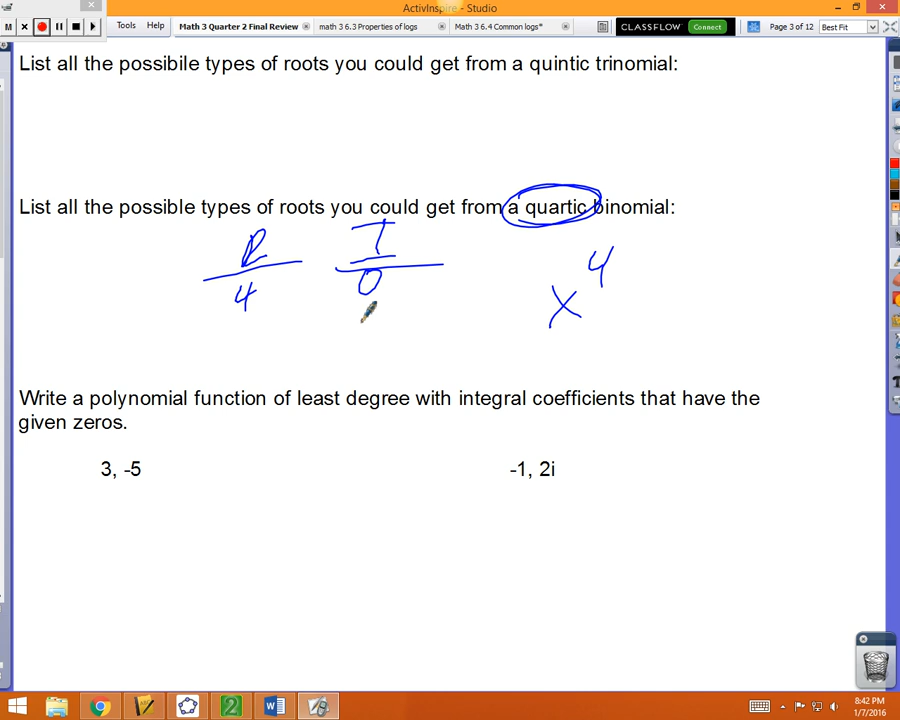 ActivInspire - Studio
M
Tools Help Math 3 Quarter 2 Final Review math 3 6.3 Properties of logs Math 3 6.4 Common logs* CLASSFLOW Connect Page 3 of 12 Best Fit
List all the possibile types of roots you could get from a quintic trinomial:
List all the possible types of roots you could get from a quartic binomial:
R I
4 0
x 4
Write a polynomial function of least degree with integral coefficients that have the
given zeros.
3, -5 -1, 2i
8:42 PM
1/7/2016